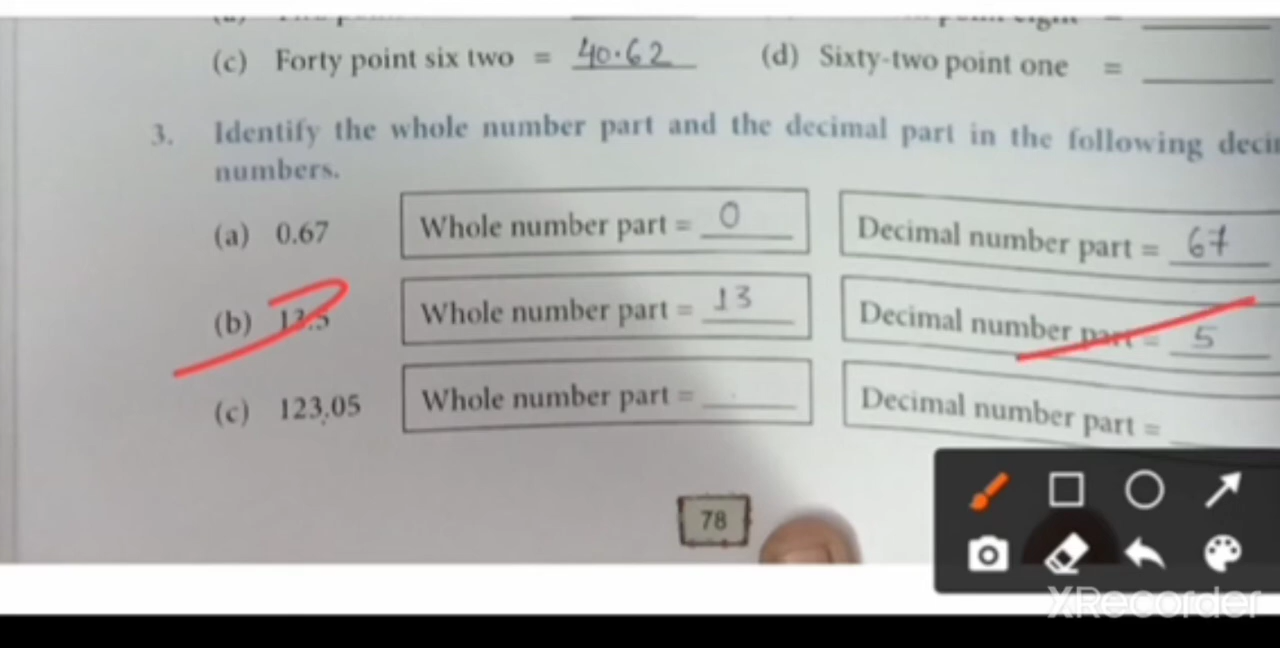 (c) Forty point six two = 40.62 (d) Sixty-two point one =
3. Identify the whole number part and the decimal part in the following
numbers.
(a) 0.67 Whole number part = 0 Decimal number part = 67
(b) 13.5 Whole number part = 13 Decimal number part = 5
(c) 123.05 Whole number part = Decimal number part =
78
XRecorder